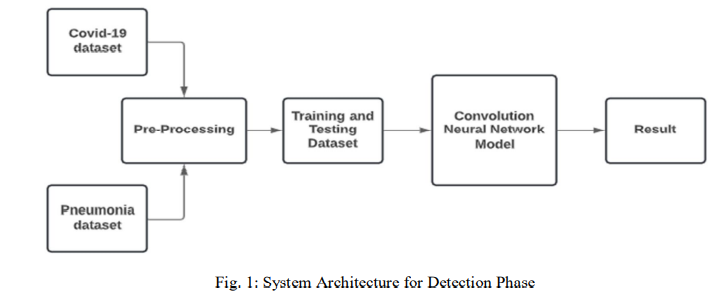 Covid-19
dataset
Pre-Processing
Training and
Testing
Dataset
Convolution
Neural Network
Model
Result
Pneumonia
dataset
Fig. 1: System Architecture for Detection Phase